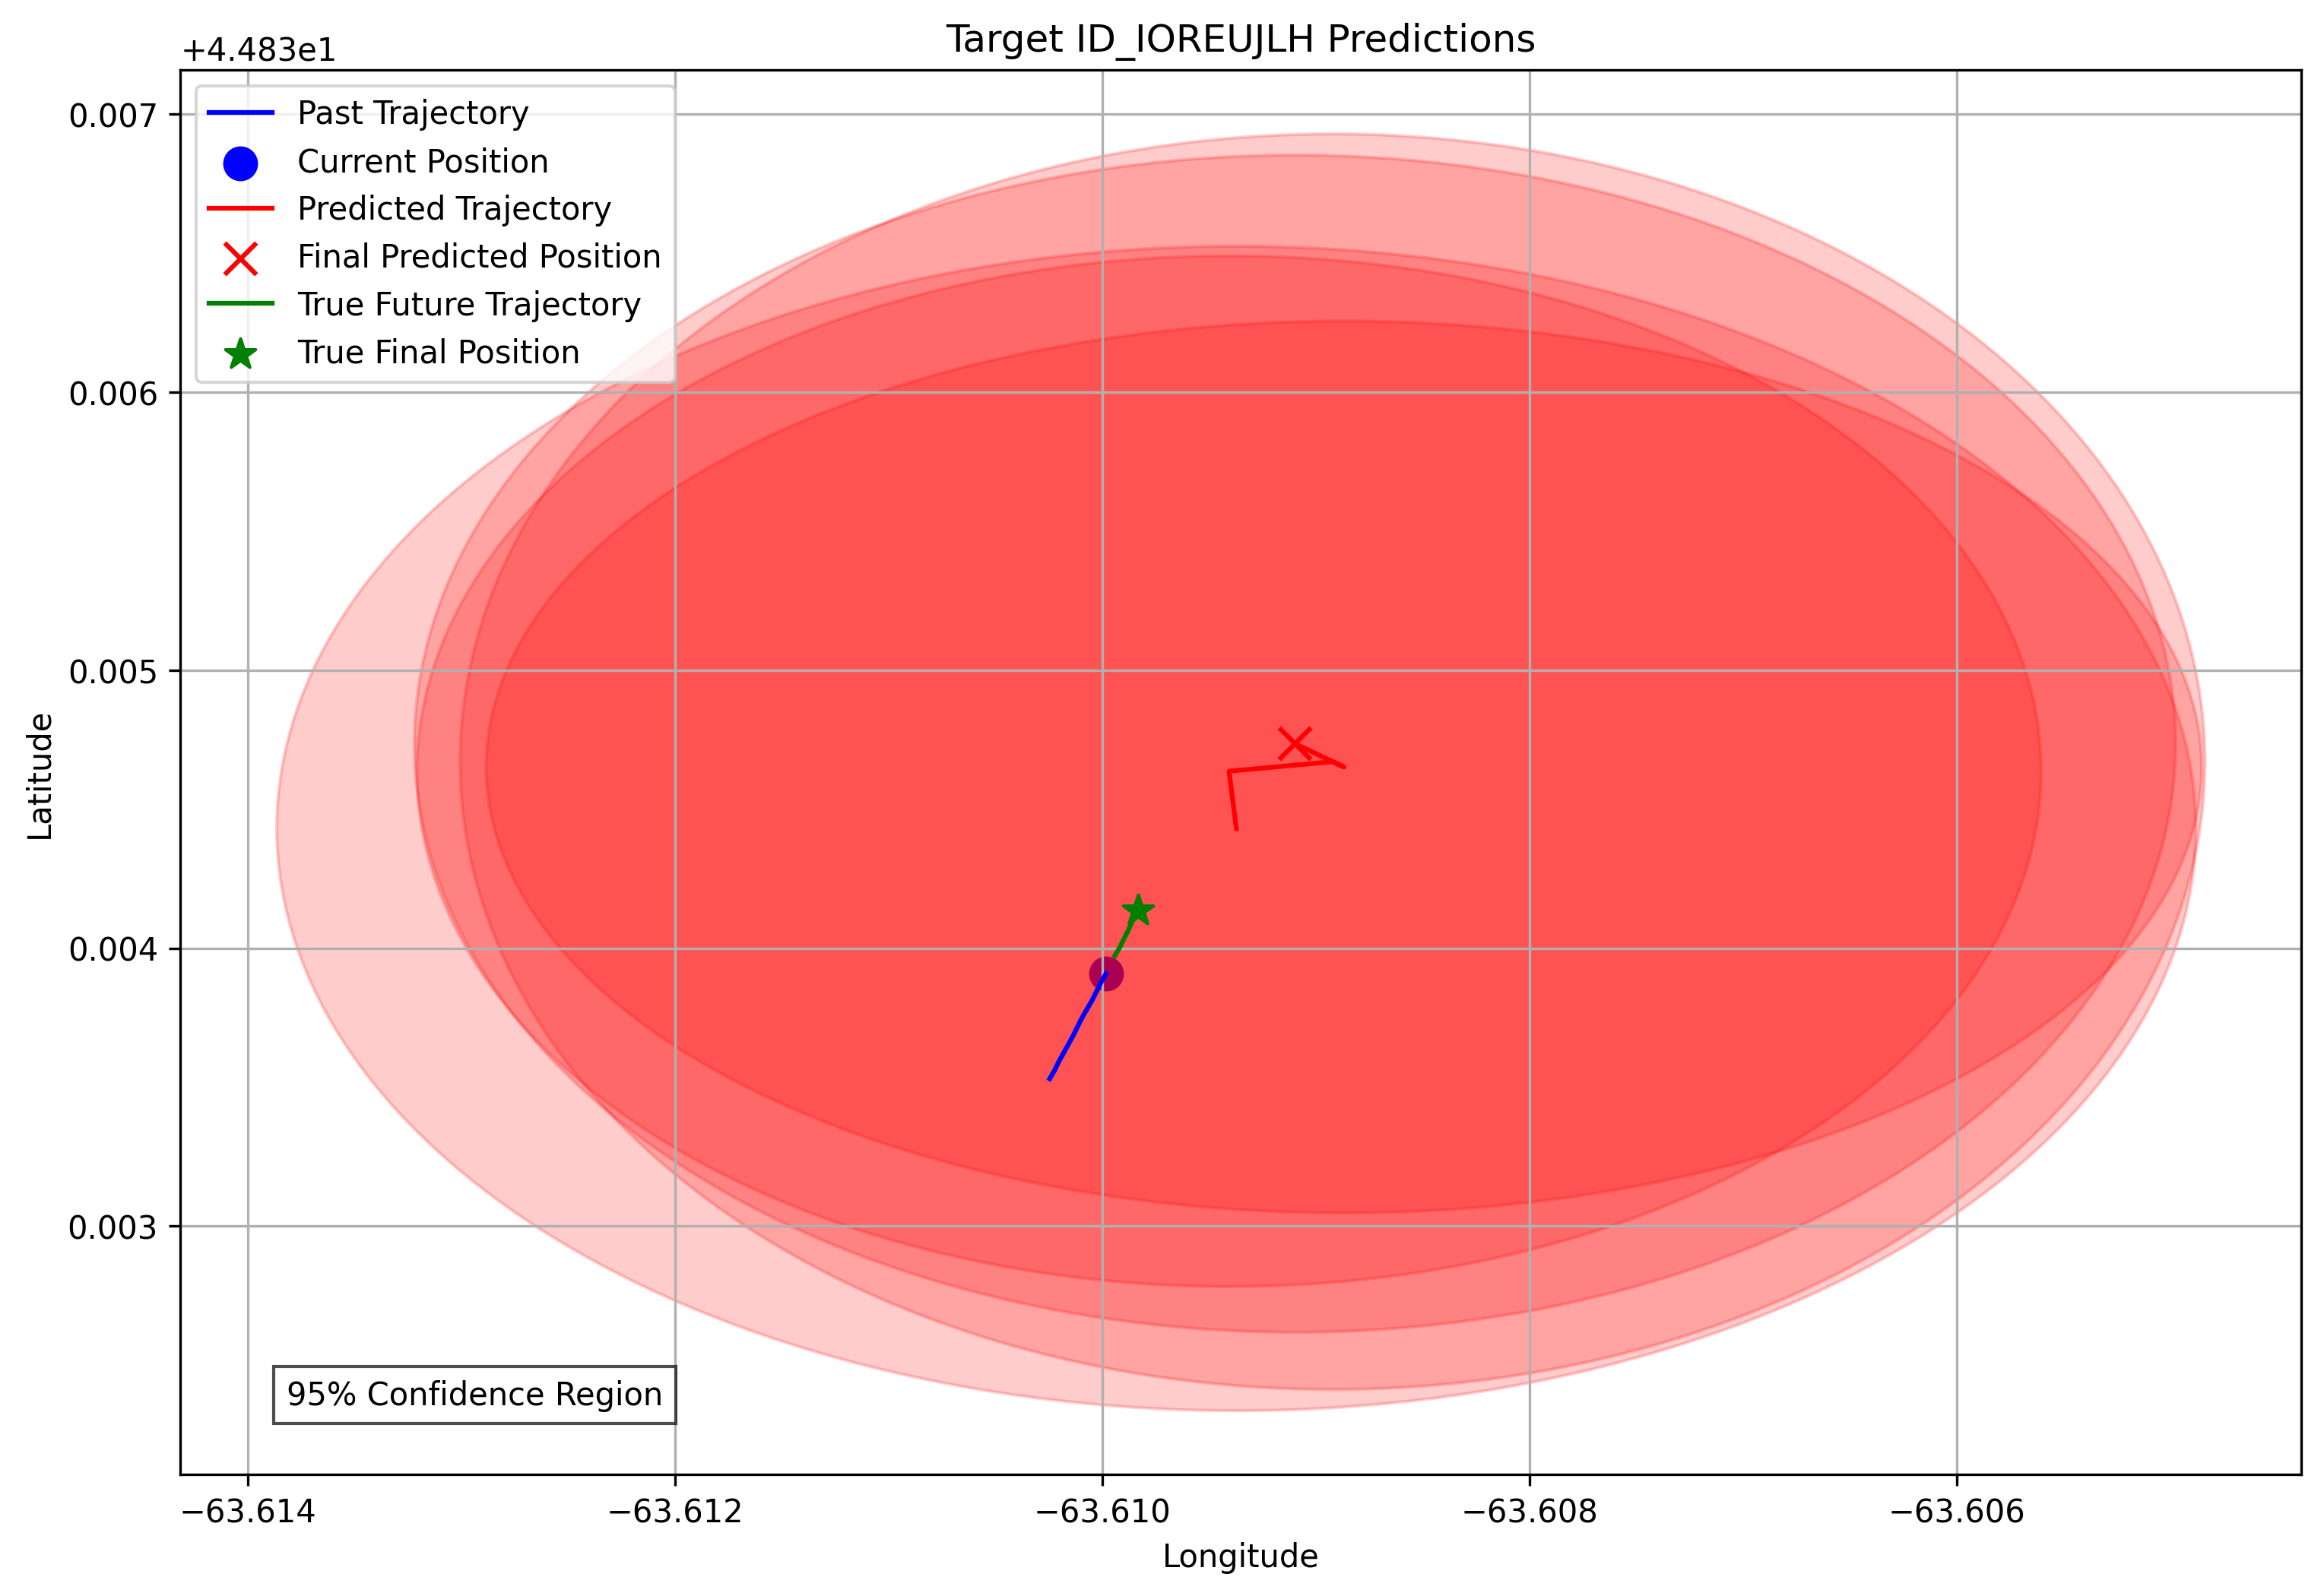 Target ID_IOREUJLH Predictions
+4.483e1
0.007
0.006
0.005
0.004
0.003
Latitude
Past Trajectory
Current Position
Predicted Trajectory
Final Predicted Position
True Future Trajectory
True Final Position
95% Confidence Region
−63.614
−63.612
−63.610
−63.608
−63.606
Longitude